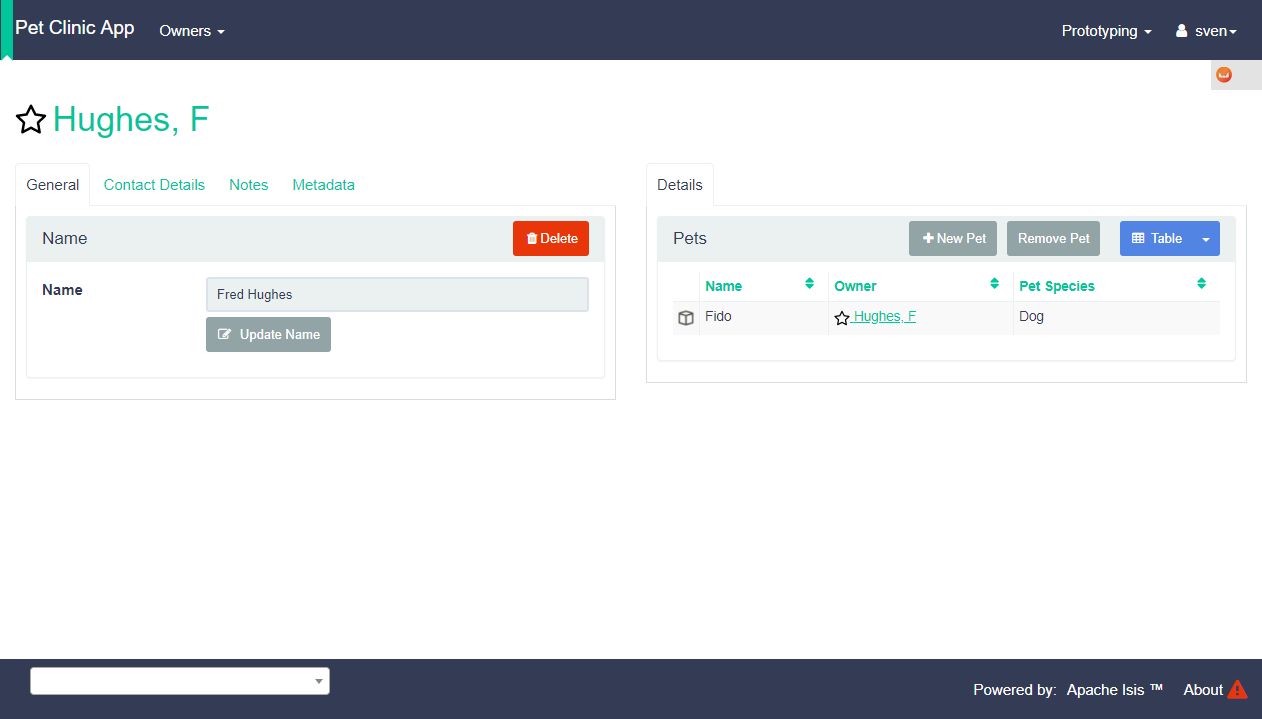 Pet Clinic App Owners Prototyping sven
Hughes, F
General Contact Details Notes Metadata
Name Delete
Name Fred Hughes
Update Name
Details
Pets New Pet Remove Pet Table
Name Owner Pet Species
Fido Hughes, F Dog
Powered by: Apache Isis ™ About